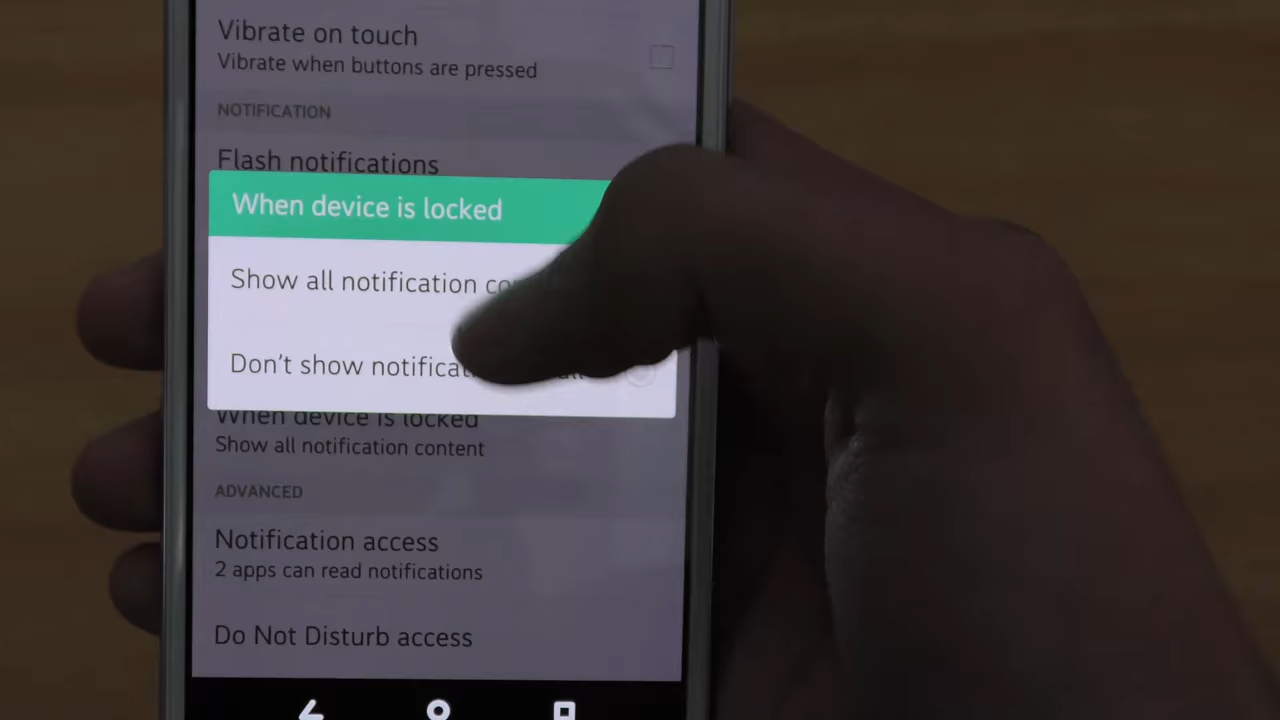 Vibrate on touch
Vibrate when buttons are pressed
NOTIFICATION
Flash notifications
When device is locked
Show all notification
Don't show
When device is locked
Show all notification content
ADVANCED
Notification access
2 apps can read notifications
Do Not Disturb access